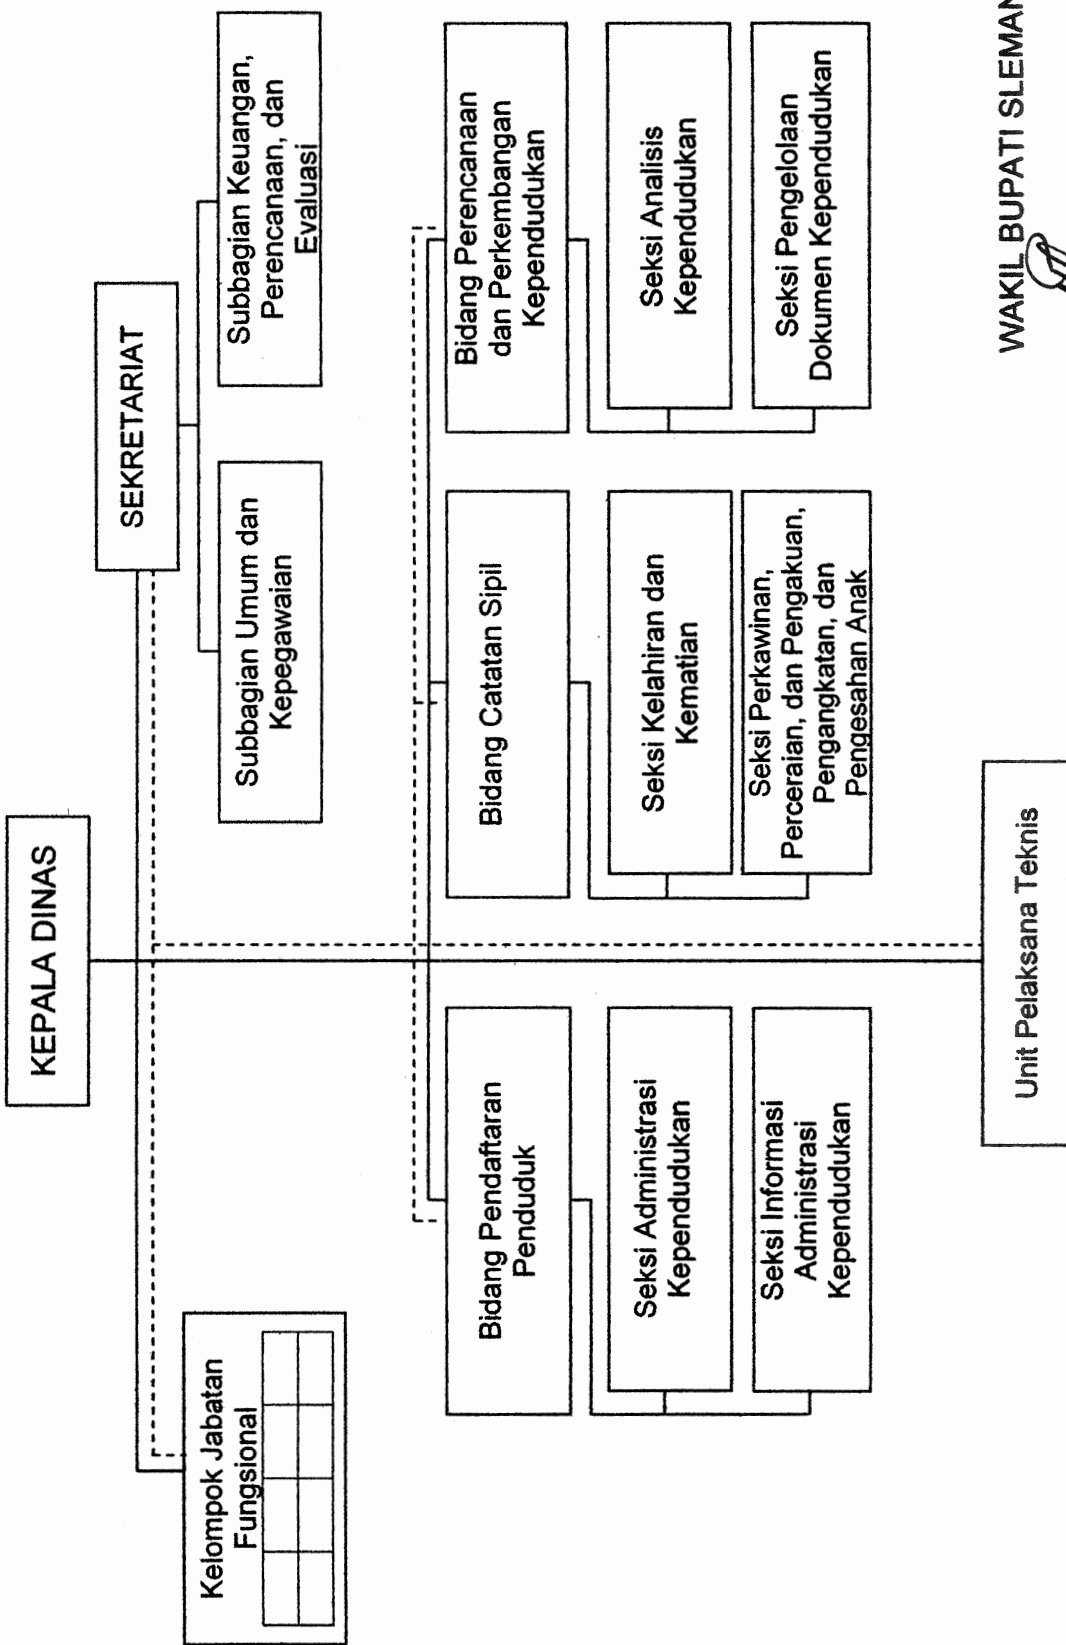 KEPALA DINAS
SEKRETARIAT
Kelompok Jabatan
Fungsional
Subbagian Umum dan
Kepegawaian
Subbagian Keuangan,
Perencanaan, dan
Evaluasi
Bidang Pendaftaran
Penduduk
Bidang Catatan Sipil
Bidang Perencanaan
dan Perkembangan
Kependudukan
Seksi Administrasi
Kependudukan
Seksi Kelahiran dan
Kematian
Seksi Analisis
Kependudukan
Seksi Informasi
Administrasi
Kependudukan
Seksi Perkawinan,
Perceraian, dan Pengakuan,
Pengangkatan, dan
Pengesahan Anak
Seksi Pengelolaan
Dokumen Kependudukan
Unit Pelaksana Teknis
WAKIL BUPATI SLEMAN